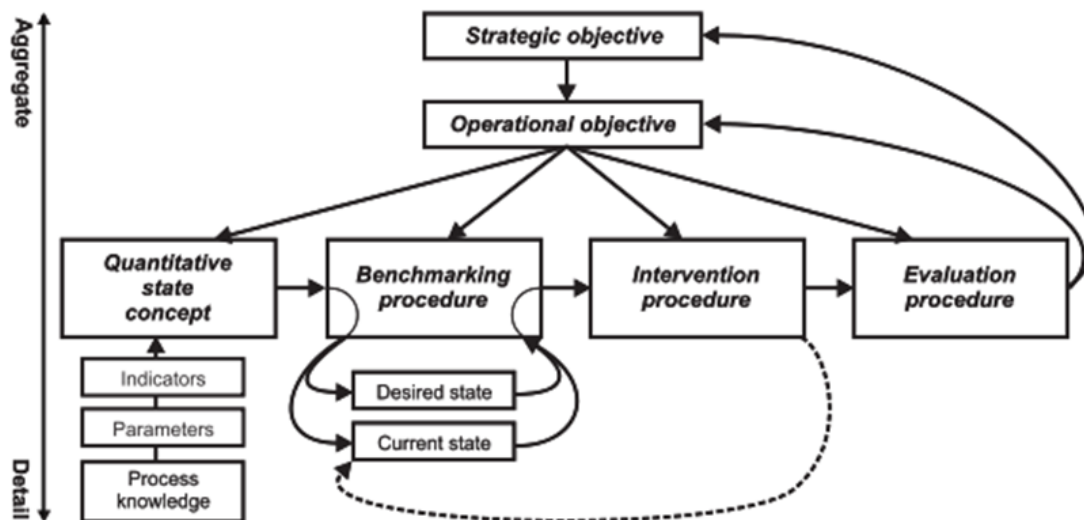 Aggregate
Strategic objective
Operational objective
Quantitative
state
concept
Benchmarking
procedure
Intervention
procedure
Evaluation
procedure
Indicators
Parameters
Process
knowledge
Desired state
Current state
Detail